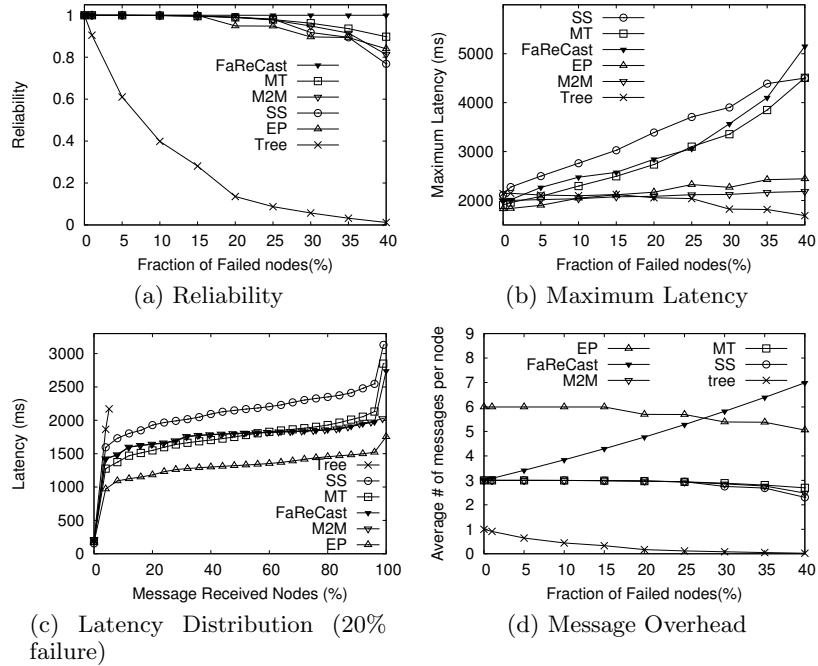 1
0.8
0.6
0.4
0.2
0
Reliability
FaReCast
MT
M2M
SS
EP
Tree
0 5 10 15 20 25 30 35 40
Fraction of Failed nodes(%)
(a) Reliability
6000
5000
4000
3000
2000
Maximum Latency (ms)
SS
MT
FaReCast
EP
M2M
Tree
0 5 10 15 20 25 30 35 40
Fraction of Failed nodes(%)
(b) Maximum Latency
3000
2500
2000
1500
1000
500
0
Latency (ms)
Tree
SS
MT
FaReCast
M2M
EP
0 20 40 60 80 100
Message Received Nodes (%)
(c) Latency Distribution (20%
failure)
9
8
7
6
5
4
3
2
1
0
Average # of messages per node
EP
FaReCast
M2M
MT
SS
tree
0 5 10 15 20 25 30 35 40
Fraction of Failed nodes(%)
(d) Message Overhead